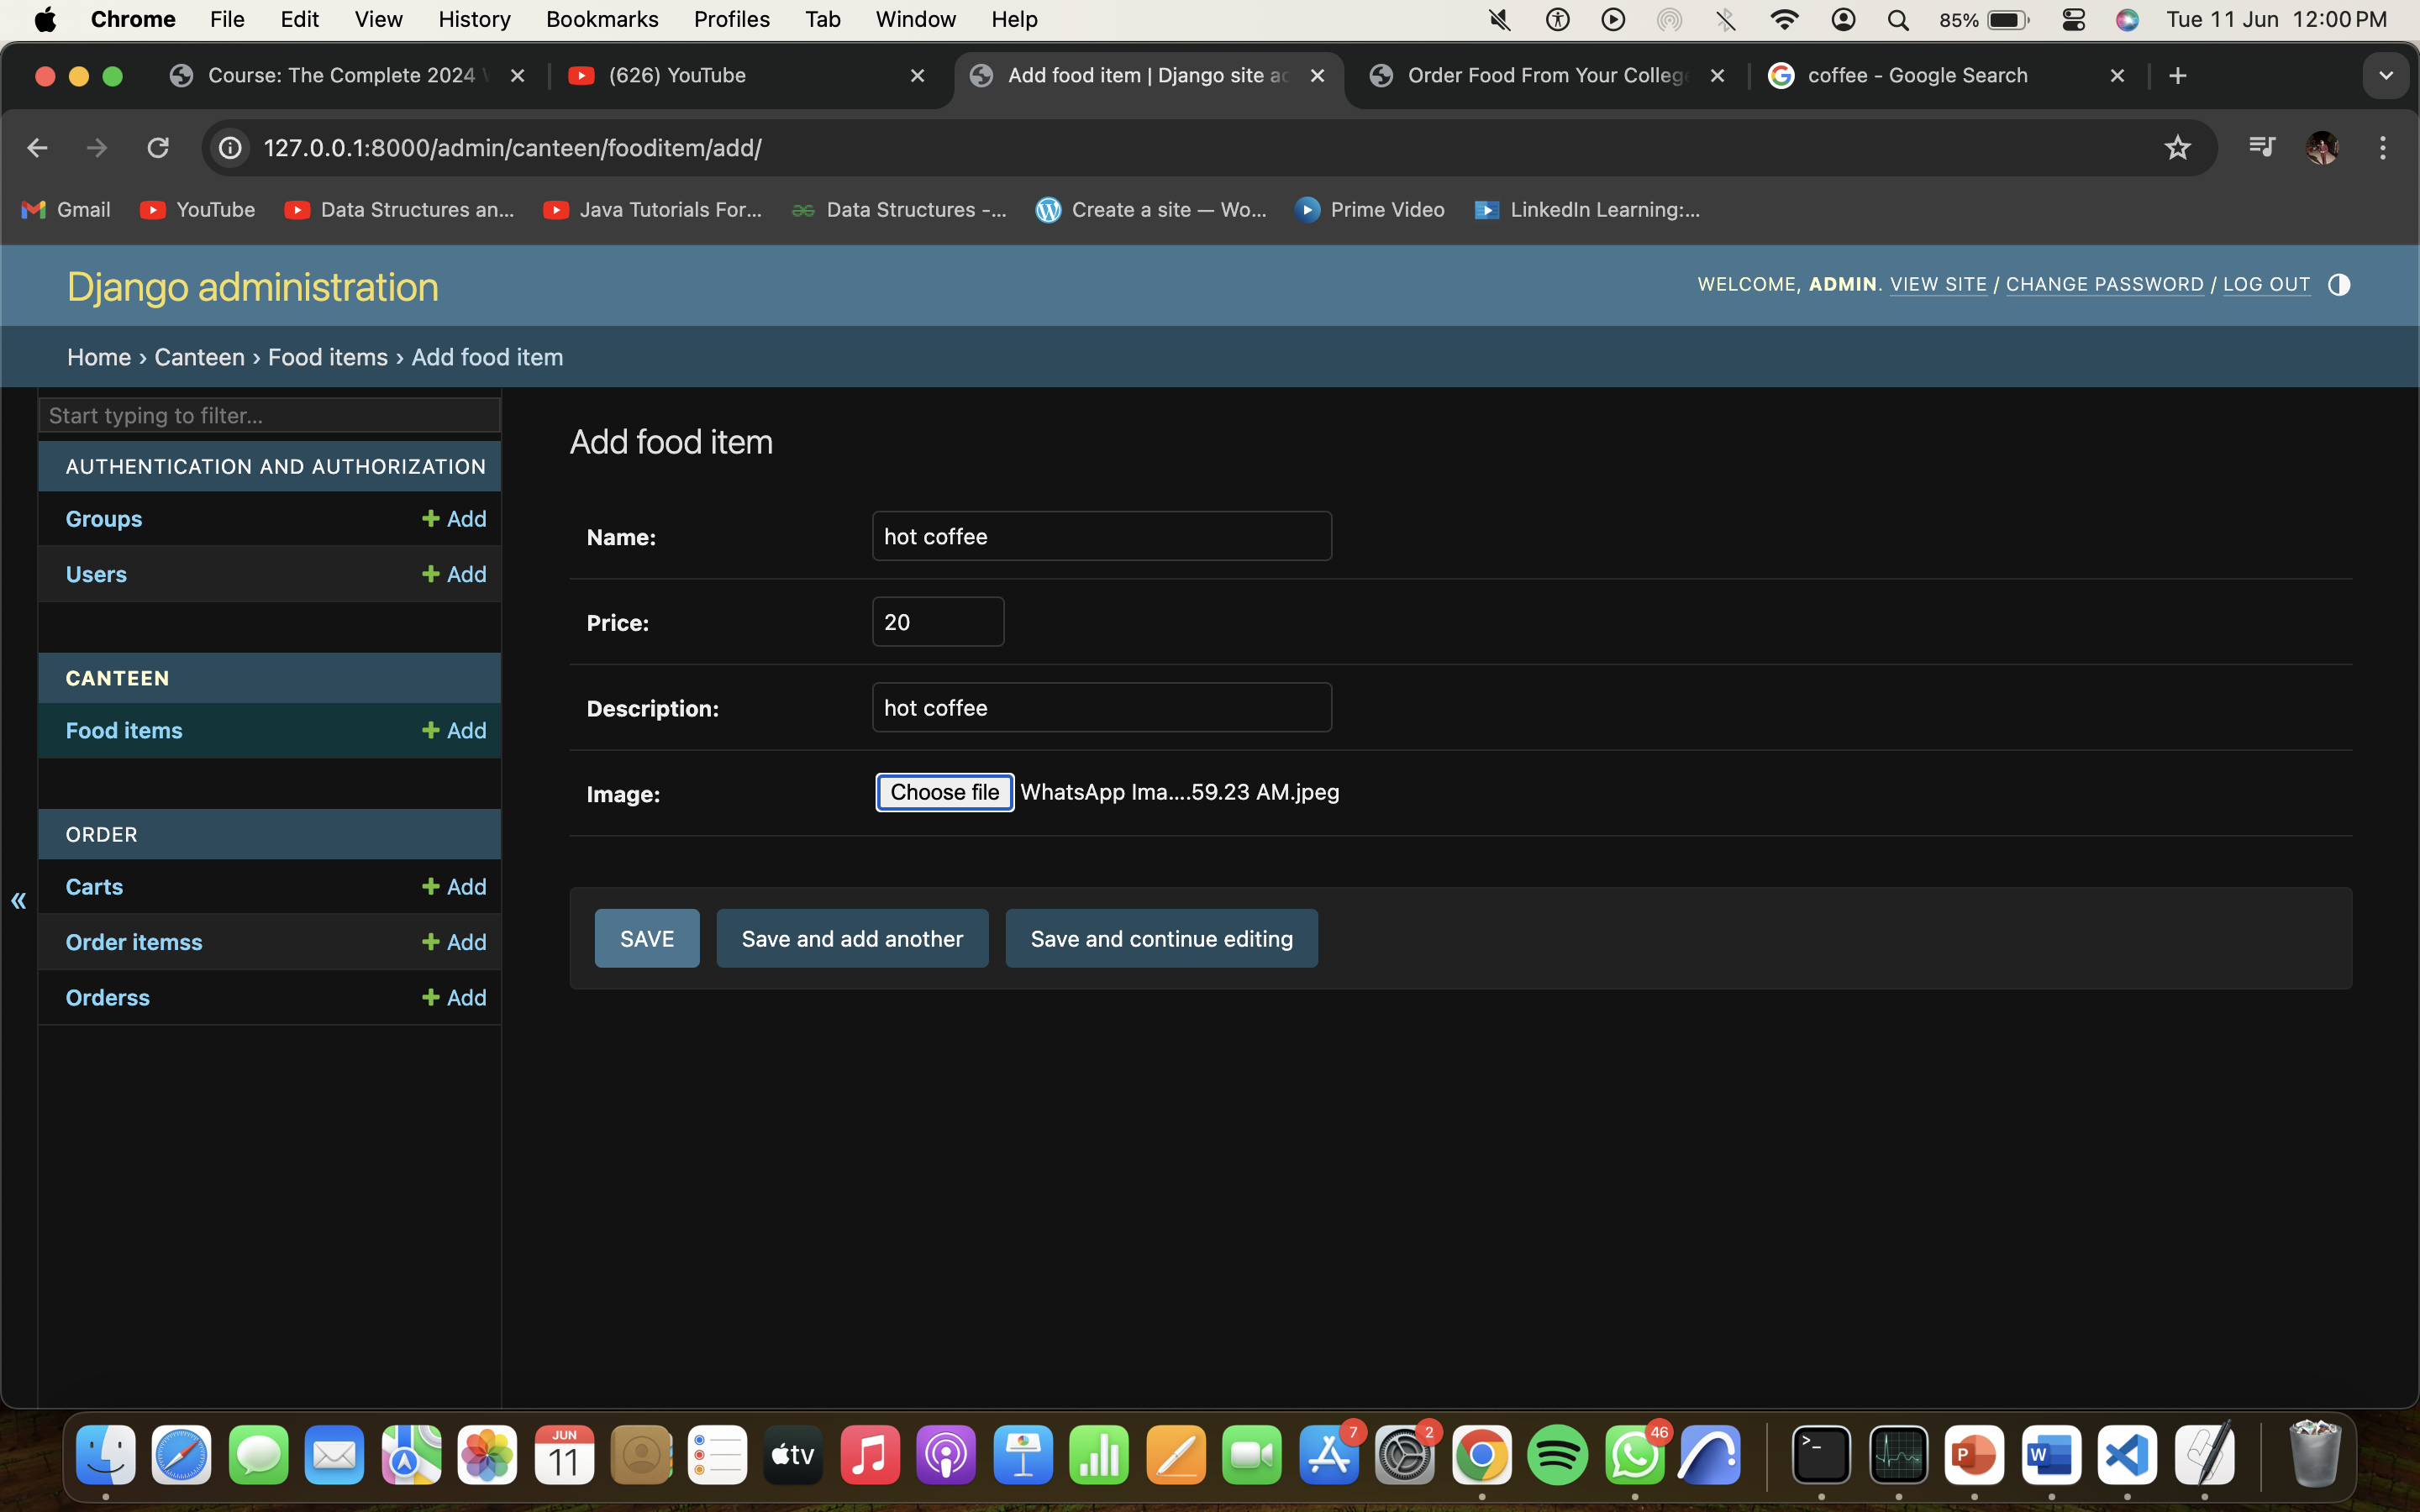 Chrome File Edit View History Bookmarks Profiles Tab Window Help 85% Tue 11 Jun 12:00 PM
Course: The Complete 2024 (626) YouTube Add food item | Django site ad Order Food From Your College coffee - Google Search
127.0.0.1:8000/admin/canteen/fooditem/add/
Gmail YouTube Data Structures an... Java Tutorials For... Data Structures -... Create a site — Wo... Prime Video LinkedIn Learning:...
Django administration WELCOME, ADMIN. VIEW SITE / CHANGE PASSWORD / LOG OUT
Home › Canteen › Food items › Add food item
Start typing to filter...
AUTHENTICATION AND AUTHORIZATION
Groups + Add
Users + Add
CANTEEN
Food items + Add
ORDER
Carts + Add
Order itemss + Add
Orderss + Add
«
Add food item
Name: hot coffee
Price: 20
Description: hot coffee
Image: Choose file WhatsApp Ima....59.23 AM.jpeg
SAVE Save and add another Save and continue editing
JUN
11
tv
7
2
46
>_
P
W